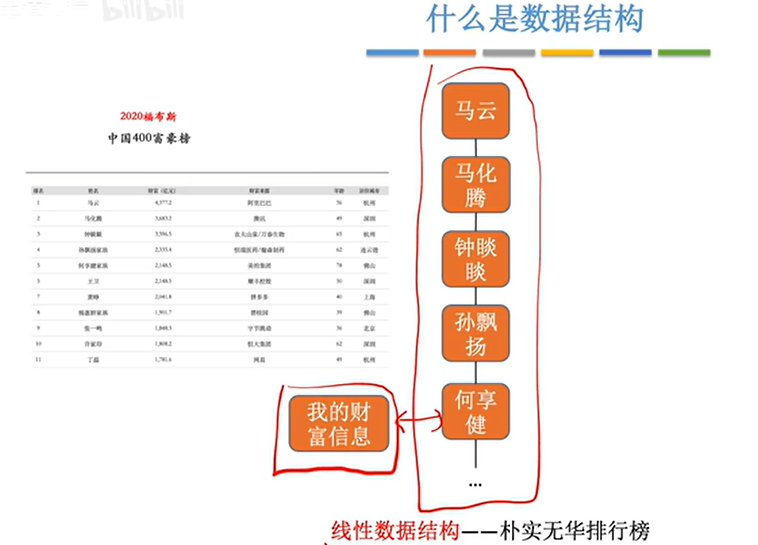 bilibili
什么是数据结构
2020福布斯
中国400富豪榜
排名 姓名 财富（亿元） 财富来源 年龄 居住城市
1 马云 4,377.2 阿里巴巴 56 杭州
2 马化腾 3,683.2 腾讯 49 深圳
3 钟睒睒 农夫山泉/万泰生物 65 杭州
4 孙飘扬家族 恒瑞医药/翰森制药 62 连云港
5 何享健家族 2,148.5 美的集团 78 佛山
5 王卫 2,148.5 顺丰控股 50 深圳
7 黄峥 2,041.8 拼多多 40 上海
8 杨惠妍家族 1,901.7 碧桂园 39 佛山
9 张一鸣 1,848.3 字节跳动 36 北京
10 许家印 1,808.2 恒大集团 62 深圳
11 丁磊 1,781.6 网易 49 杭州
马云
马化
腾
钟睒
睒
孙飘
扬
何享
健
...
我的财
富信息
线性数据结构——朴实无华排行榜